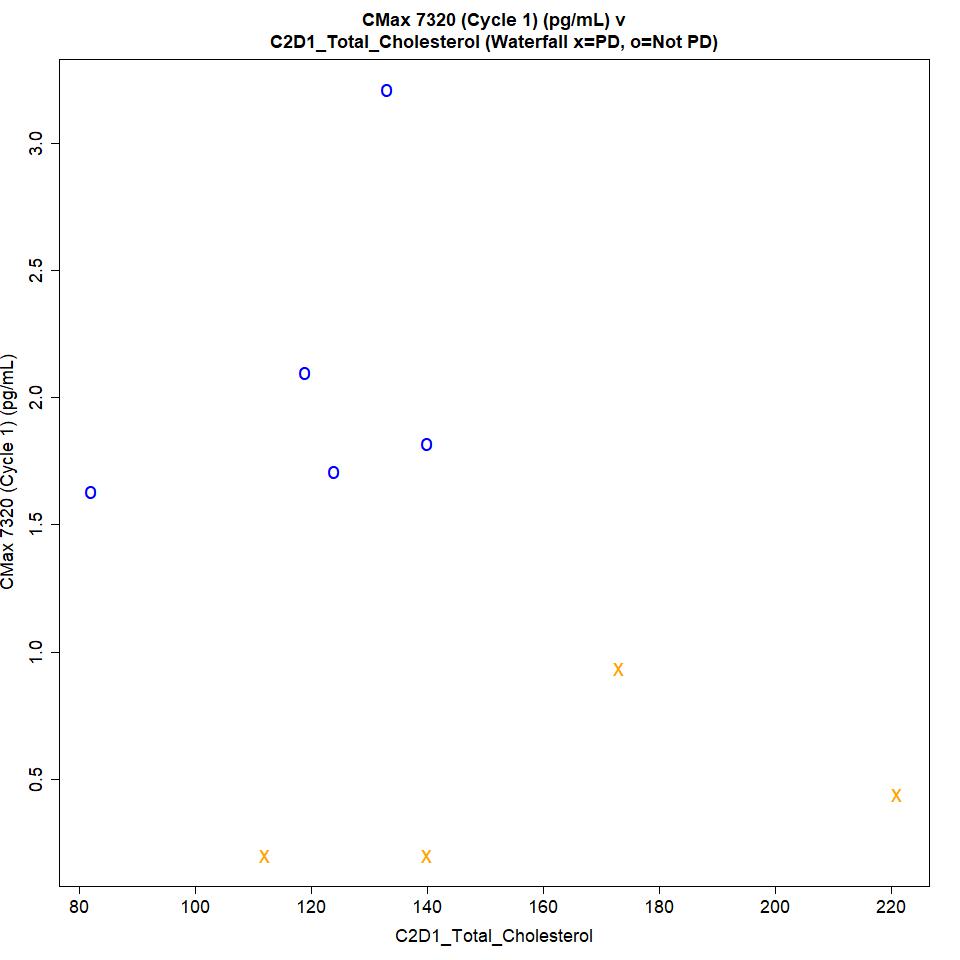 CMax 7320 (Cycle 1) (pg/mL) v
C2D1_Total_Cholesterol (Waterfall x=PD, o=Not PD)
CMax 7320 (Cycle 1) (pg/mL)
3.0
2.5
2.0
1.5
1.0
0.5
O
O
O
O
O
X
X
X
X
80 100 120 140 160 180 200 220
C2D1_Total_Cholesterol